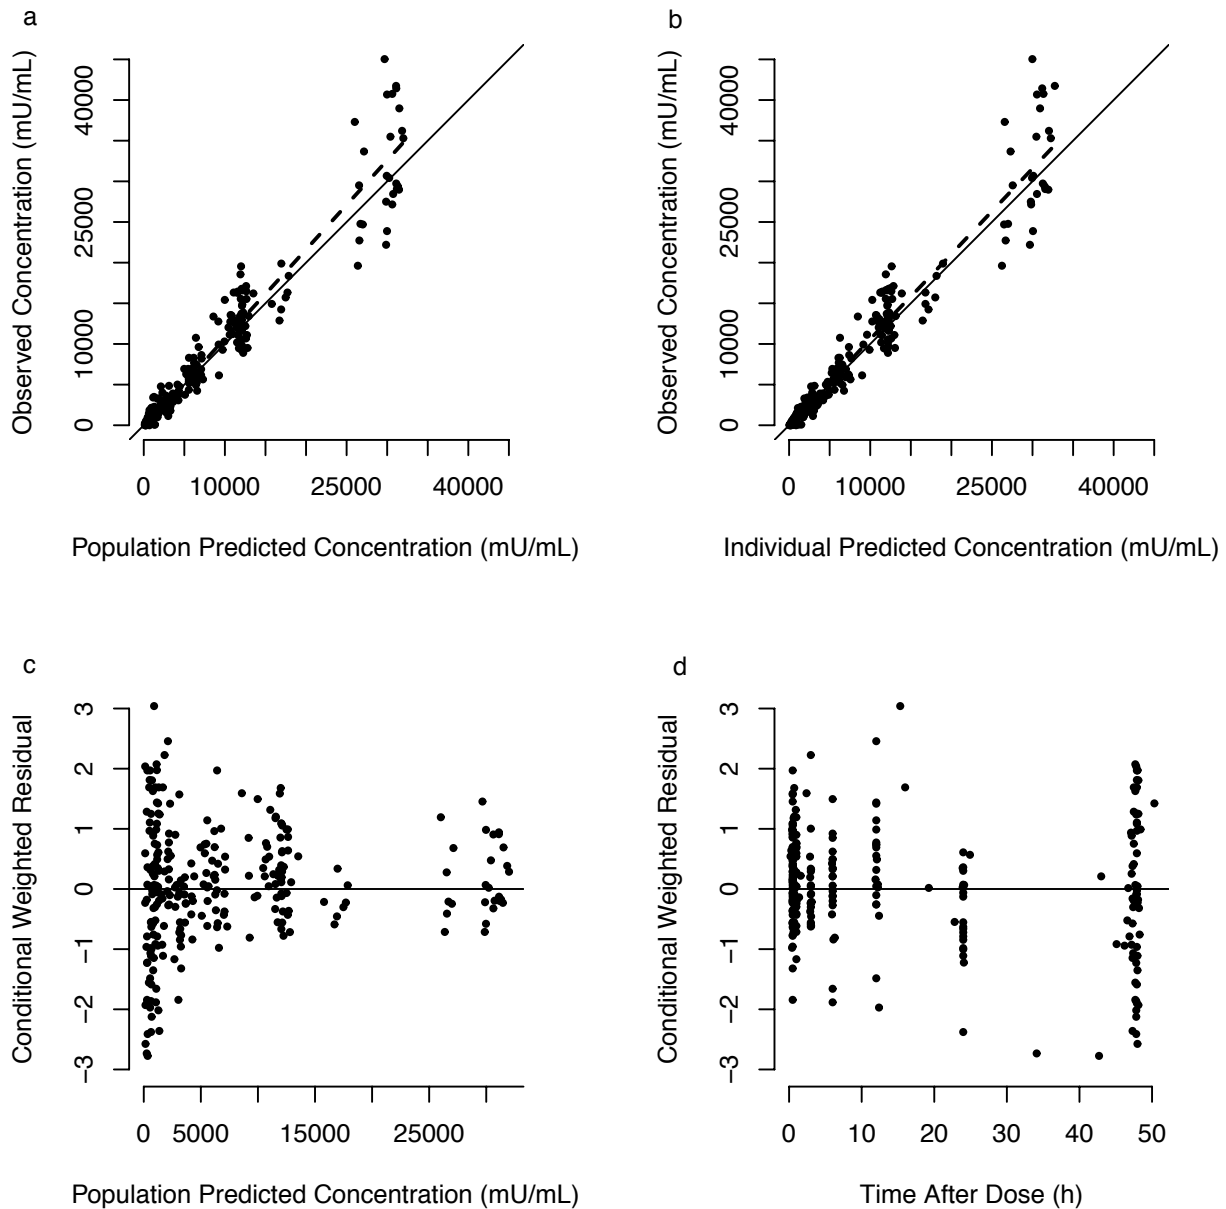 a
Observed Concentration (mU/mL)
0 10000 25000 40000
0 10000 25000 40000
Population Predicted Concentration (mU/mL)
b
Observed Concentration (mU/mL)
0 10000 25000 40000
0 10000 25000 40000
Individual Predicted Concentration (mU/mL)
c
Conditional Weighted Residual
−3 −2 −1 0 1 2 3
0 5000 15000 25000
Population Predicted Concentration (mU/mL)
d
Conditional Weighted Residual
−3 −2 −1 0 1 2 3
0 10 20 30 40 50
Time After Dose (h)